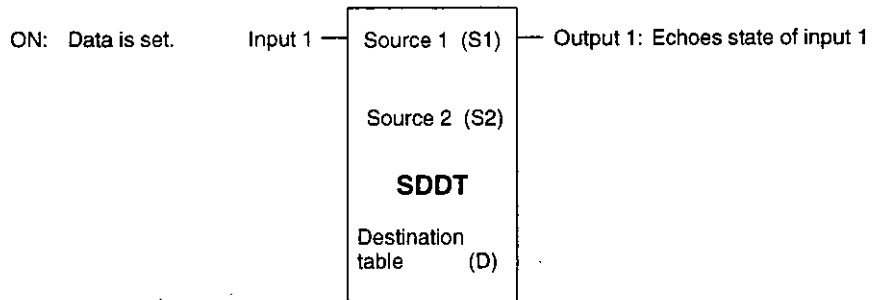 ON: Data is set. Input 1 Source 1 (S1) Output 1: Echoes state of input 1
Source 2 (S2)
SDDT
Destination
table (D)